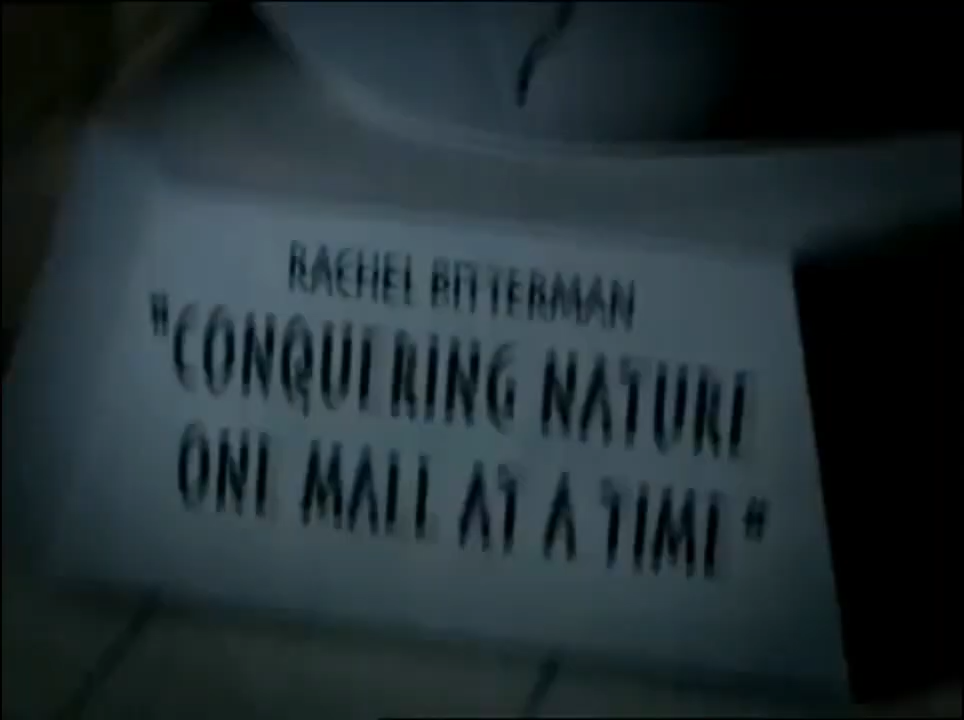 RACHEL BITTERMAN
"CONQUERING NATURE
ONE MALL AT A TIME"